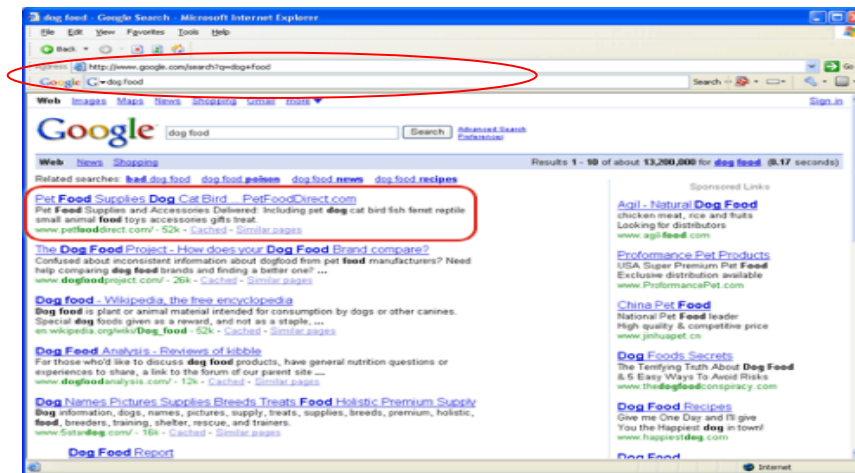 dog food - Google Search - Microsoft Internet Explorer
File Edit View Favorites Tools Help
Back
Address http://www.google.com/search?q=dog+food Go
Google G dog food Search
Web Images Maps News Shopping Gmail more Sign in
Google dog food Search Advanced Search
Preferences
Web News Shopping Results 1 - 10 of about 13,200,000 for dog food (0.17 seconds)
Related searches: bad dog food dog food poison dog food news dog food recipes
Pet Food Supplies Dog Cat Bird ... PetFoodDirect.com
Pet Food Supplies and Accessories Delivered: Including pet dog cat bird fish ferret reptile
small animal food toys accessories gifts treat.
www.petfooddirect.com/ - 52k - Cached - Similar pages
The Dog Food Project - How does your Dog Food Brand compare?
Confused about inconsistent information about dogfood from pet food manufacturers? Need
help comparing dog food brands and finding a better one? ...
www.dogfoodproject.com/ - 26k - Cached - Similar pages
Dog food - Wikipedia, the free encyclopedia
Dog food is plant or animal material intended for consumption by dogs or other canines.
Special dog foods given as a reward, and not as a staple, ...
en.wikipedia.org/wiki/Dog_food - 52k - Cached - Similar pages
Dog Food Analysis - Reviews of kibble
For those who'd like to discuss dog food products, have general nutrition questions or
experiences to share, a link to the forum of our parent site ...
www.dogfoodanalysis.com/ - 12k - Cached - Similar pages
Dog Names Pictures Supplies Breeds Treats Food Holistic Premium Supply
Dog information, dogs, names, pictures, supply, treats, supplies, breeds, premium, holistic,
food, breeders, training, shelter, rescue, and trainers.
www.5stardog.com/ - 16k - Cached - Similar pages
Dog Food Report
Sponsored Links
Agil - Natural Dog Food
chicken meat, rice and fruits
Looking for distributors
www.agilfood.com
Proformance Pet Products
USA Super Premium Pet Food
Exclusive distribution available
www.ProformancePet.com
China Pet Food
National Pet Food leader
High quality & competitive price
www.jinhuapet.cn
Dog Foods Secrets
The Terrifying Truth About Dog Food
& 5 Easy Ways To Avoid Risks
www.thedogfoodconspiracy.com
Dog Food Recipes
Give me One Day and I'll give
You the Happiest dog in town!
www.happiestdog.com
Dog Food
Internet